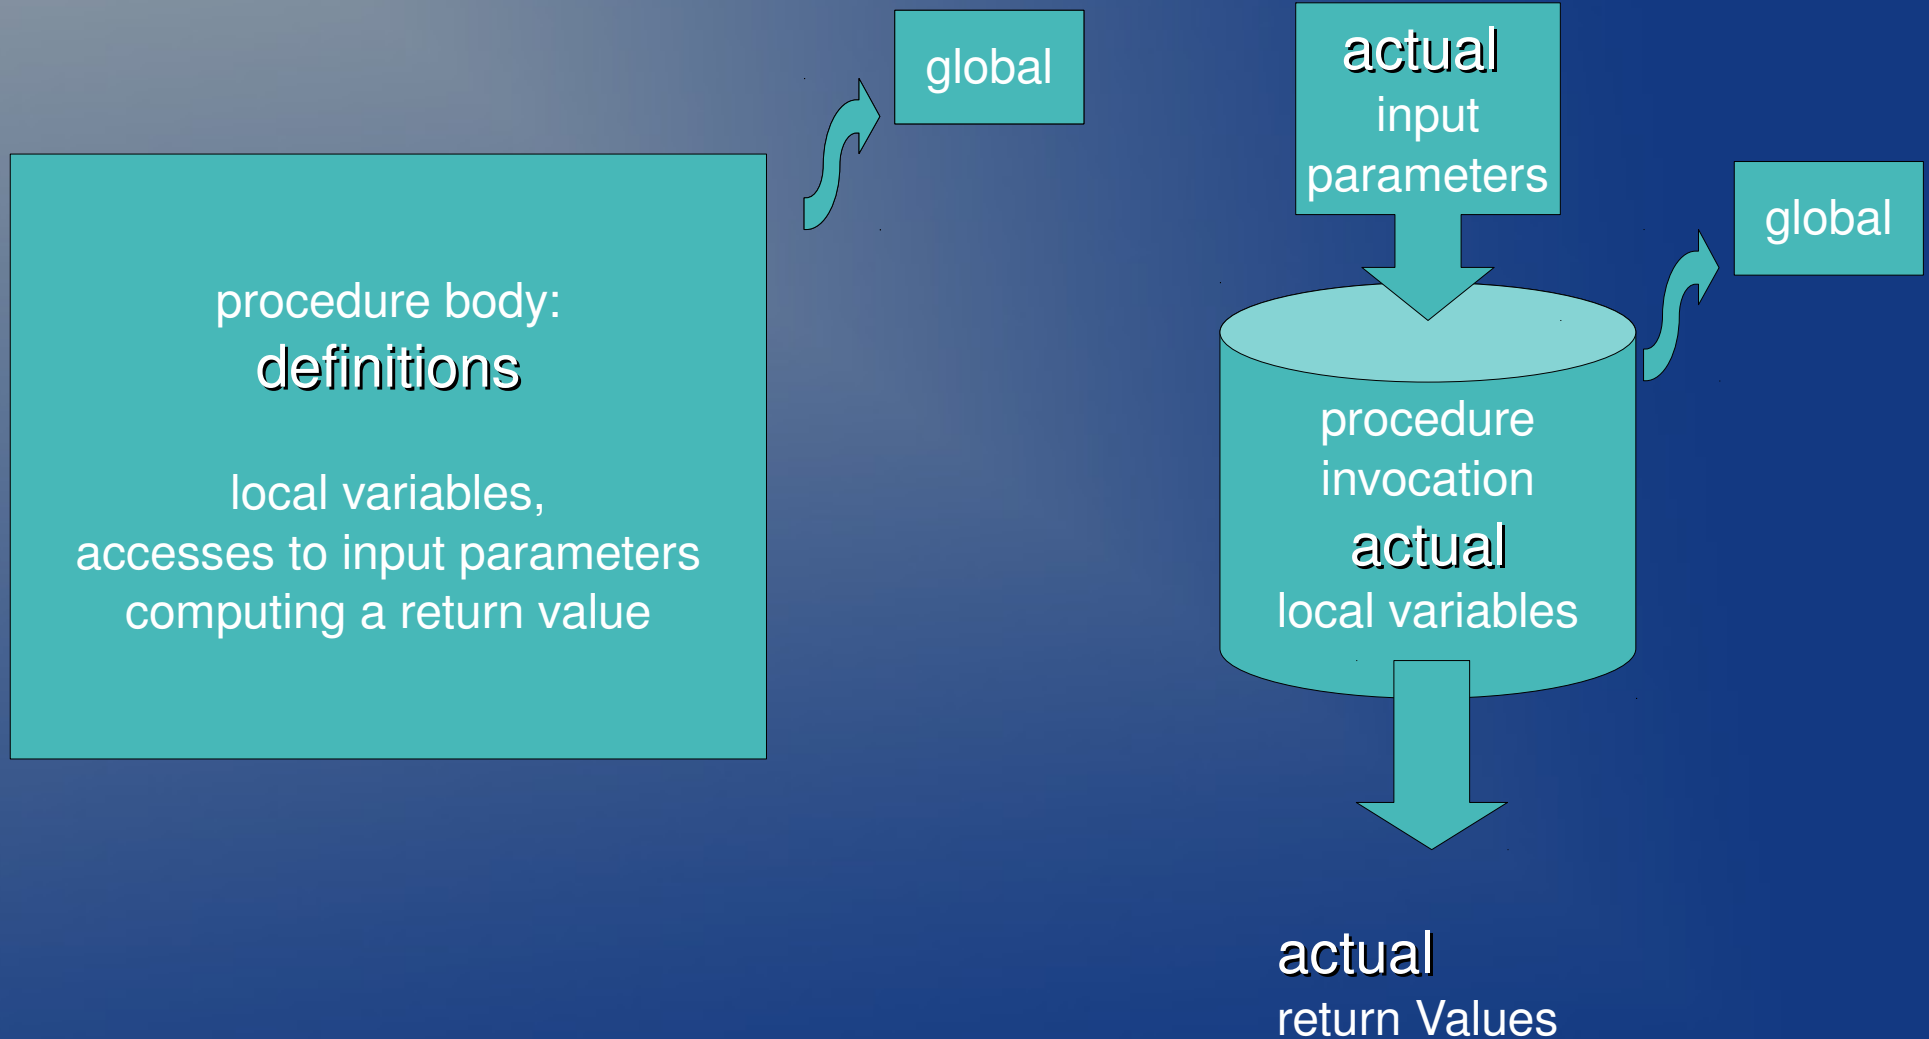 global
procedure body:
definitions
local variables,
accesses to input parameters
computing a return value
actual
input
parameters
global
procedure
invocation
actual
local variables
actual
return Values